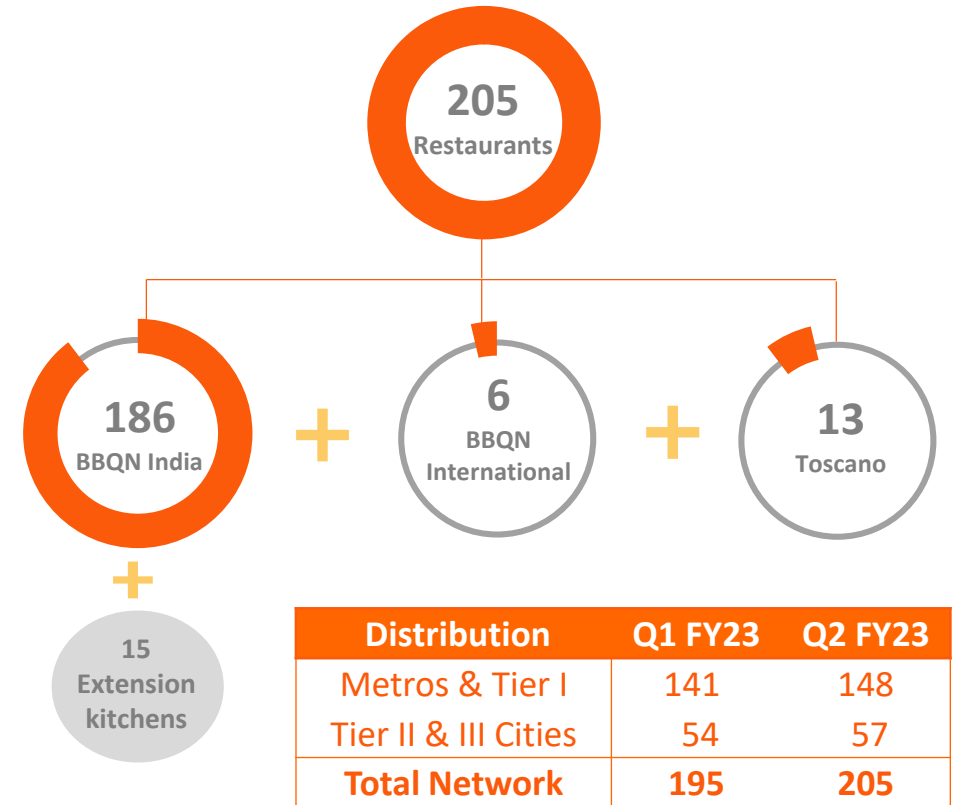 205
Restaurants
186
BBQN India
+
6
BBQN
International
+
13
Toscano
+
15
Extension
kitchens
Distribution Q1 FY23 Q2 FY23
Metros & Tier I 141 148
Tier II & III Cities 54 57
Total Network 195 205